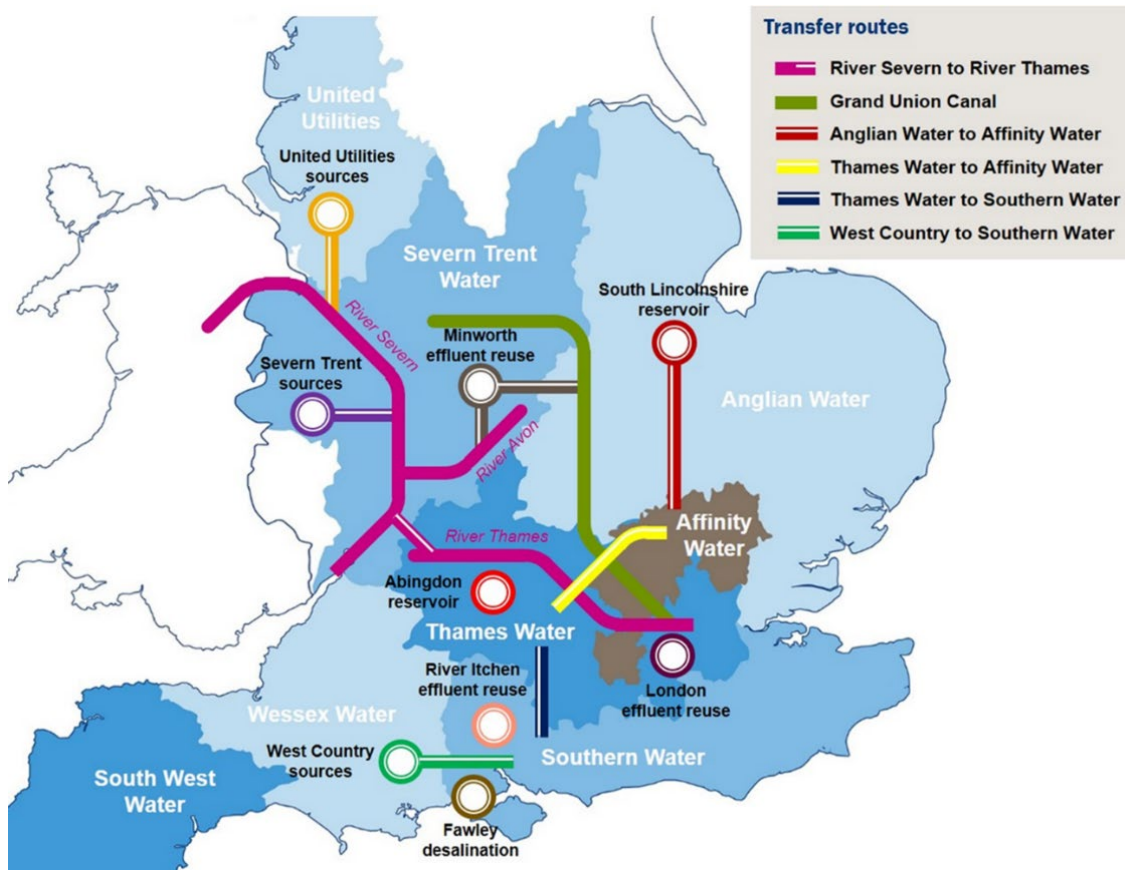 Transfer routes
River Severn to River Thames
Grand Union Canal
Anglian Water to Affinity Water
Thames Water to Affinity Water
Thames Water to Southern Water
West Country to Southern Water
United
Utilities
United Utilities
sources
Severn Trent
Water
South Lincolnshire
reservoir
River Severn
Minworth
effluent reuse
Severn Trent
sources
Anglian Water
River Avon
Affinity
Water
River Thames
Abingdon
reservoir
Thames Water
River Itchen
effluent reuse
London
effluent reuse
Wessex Water
West Country
sources
Southern Water
South West
Water
Fawley
desalination